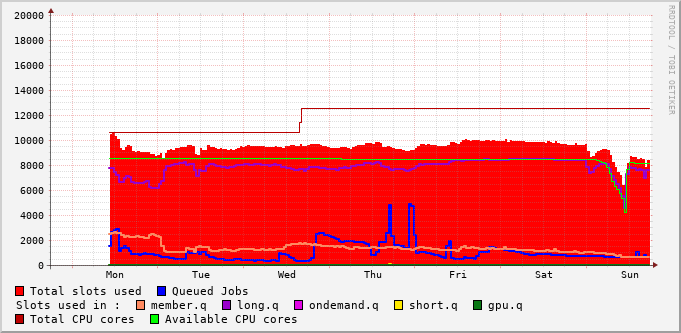 20000
18000
16000
14000
12000
10000
8000
6000
4000
2000
0
Mon Tue Wed Thu Fri Sat Sun
RRDTOOL / TOBI OETIKER
Total slots used Queued Jobs
Slots used in : member.q long.q ondemand.q short.q gpu.q
Total CPU cores Available CPU cores